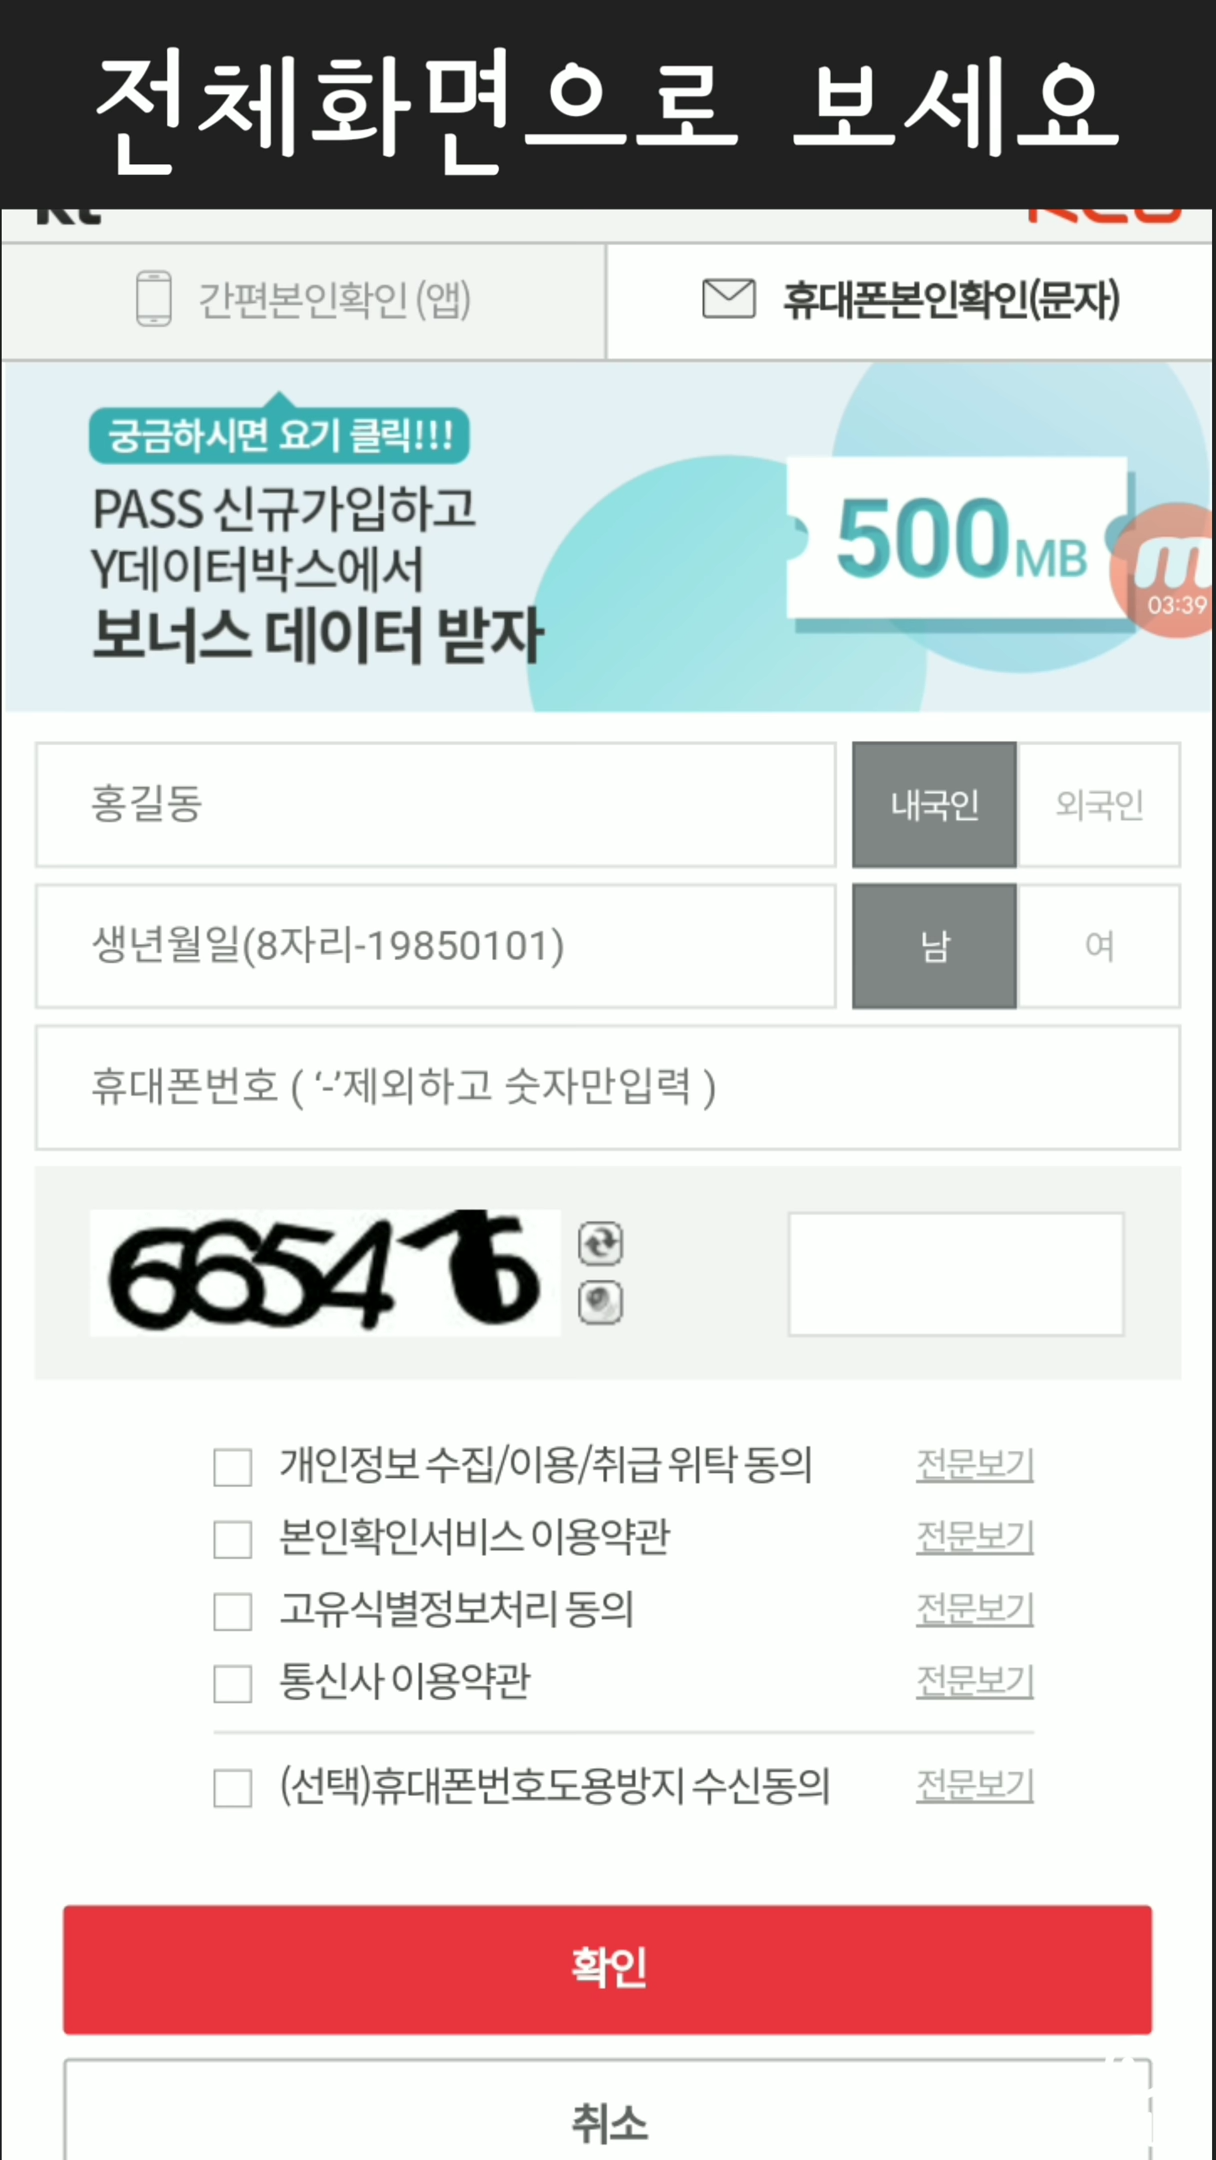 전체화면으로 보세요
kt
간편본인확인 (앱)
휴대폰본인확인(문자)
궁금하시면 요기 클릭!!!
PASS 신규가입하고
Y데이터박스에서
보너스 데이터 받자
500MB
m
03:39
홍길동
내국인
외국인
생년월일(8자리-19850101)
남
여
휴대폰번호 ( ‘-’제외하고 숫자만입력 )
개인정보 수집/이용/취급 위탁 동의
전문보기
본인확인서비스 이용약관
전문보기
고유식별정보처리 동의
전문보기
통신사 이용약관
전문보기
(선택)휴대폰번호도용방지 수신동의
전문보기
확인
취소